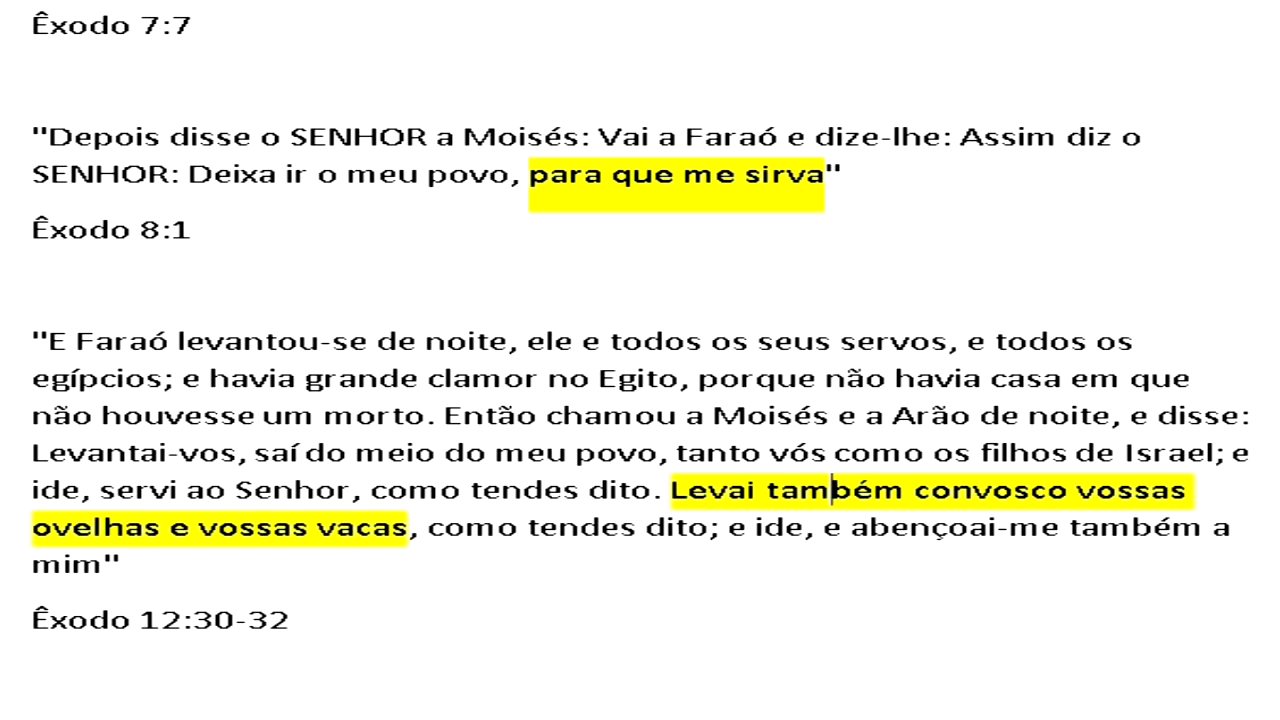 Êxodo 7:7
"Depois disse o SENHOR a Moisés: Vai a Faraó e dize-lhe: Assim diz o
SENHOR: Deixa ir o meu povo, para que me sirva"
Êxodo 8:1
"E Faraó levantou-se de noite, ele e todos os seus servos, e todos os
egípcios; e havia grande clamor no Egito, porque não havia casa em que
não houvesse um morto. Então chamou a Moisés e a Arão de noite, e disse:
Levantai-vos, saí do meio do meu povo, tanto vós como os filhos de Israel; e
ide, servi ao Senhor, como tendes dito. Levai também convosco vossas
ovelhas e vossas vacas, como tendes dito; e ide, e abençoai-me também a
mim"
Êxodo 12:30-32